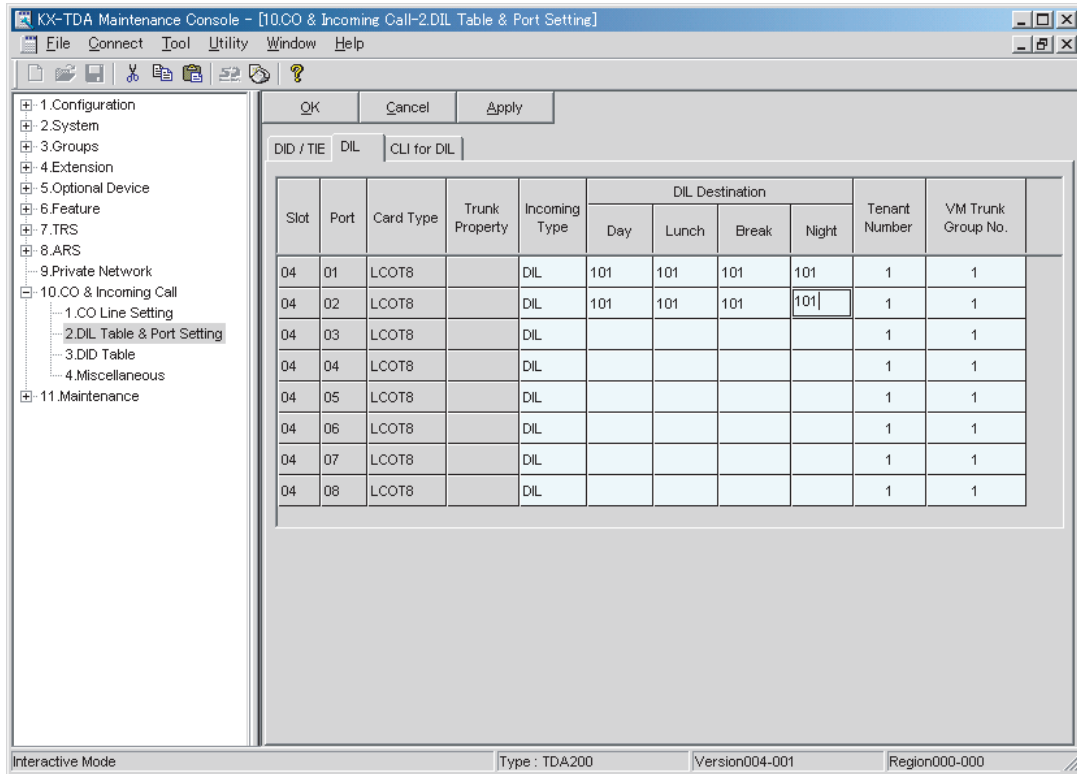 KX-TDA Maintenance Console - [10.CO & Incoming Call-2.DIL Table & Port Setting]
File Connect Tool Utility Window Help
1.Configuration
2.System
3.Groups
4.Extension
5.Optional Device
6.Feature
7.TRS
8.ARS
9.Private Network
10.CO & Incoming Call
1.CO Line Setting
2.DIL Table & Port Setting
3.DID Table
4.Miscellaneous
11.Maintenance
OK Cancel Apply
DID / TIE DIL CLI for DIL
Slot Port Card Type Trunk Property Incoming Type DIL Destination Tenant Number VM Trunk Group No.
Day Lunch Break Night
04 01 LCOT8 DIL 101 101 101 101 1 1
04 02 LCOT8 DIL 101 101 101 101 1 1
04 03 LCOT8 DIL 1 1
04 04 LCOT8 DIL 1 1
04 05 LCOT8 DIL 1 1
04 06 LCOT8 DIL 1 1
04 07 LCOT8 DIL 1 1
04 08 LCOT8 DIL 1 1
Interactive Mode Type : TDA200 Version004-001 Region000-000